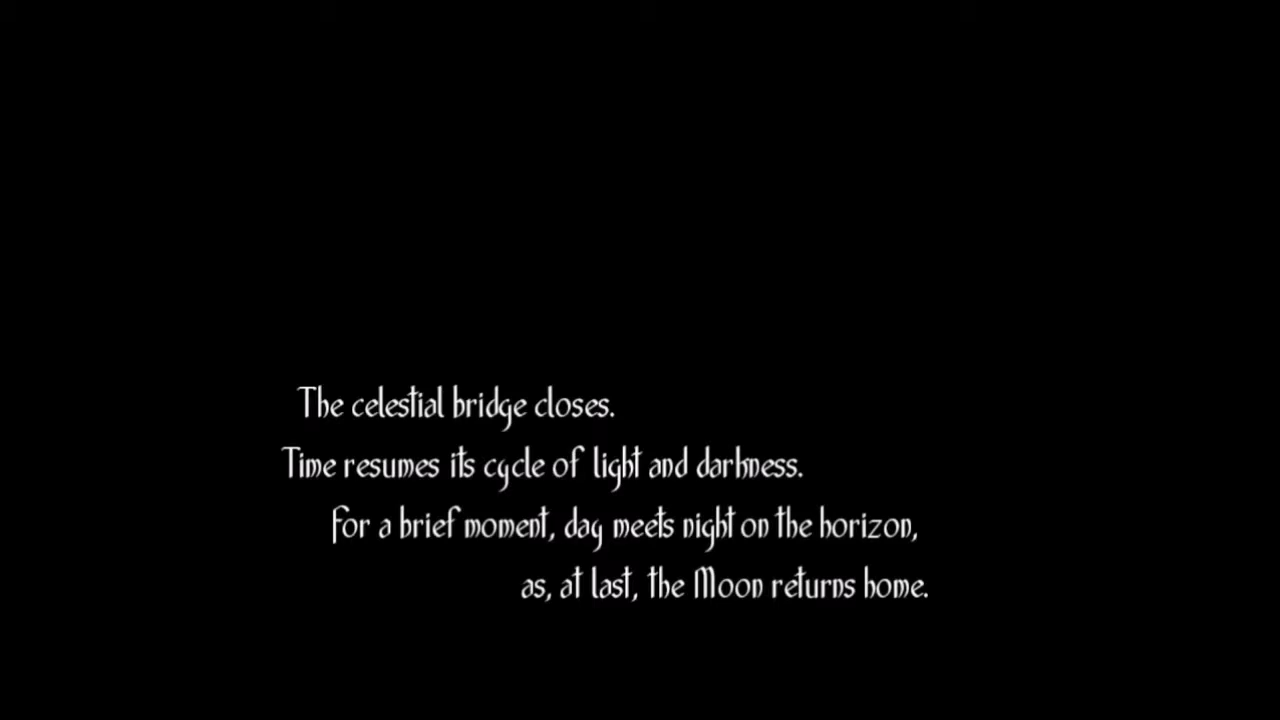 The celestial bridge closes.
Time resumes its cycle of light and darkness.
For a brief moment, day meets night on the horizon,
as, at last, the Moon returns home.